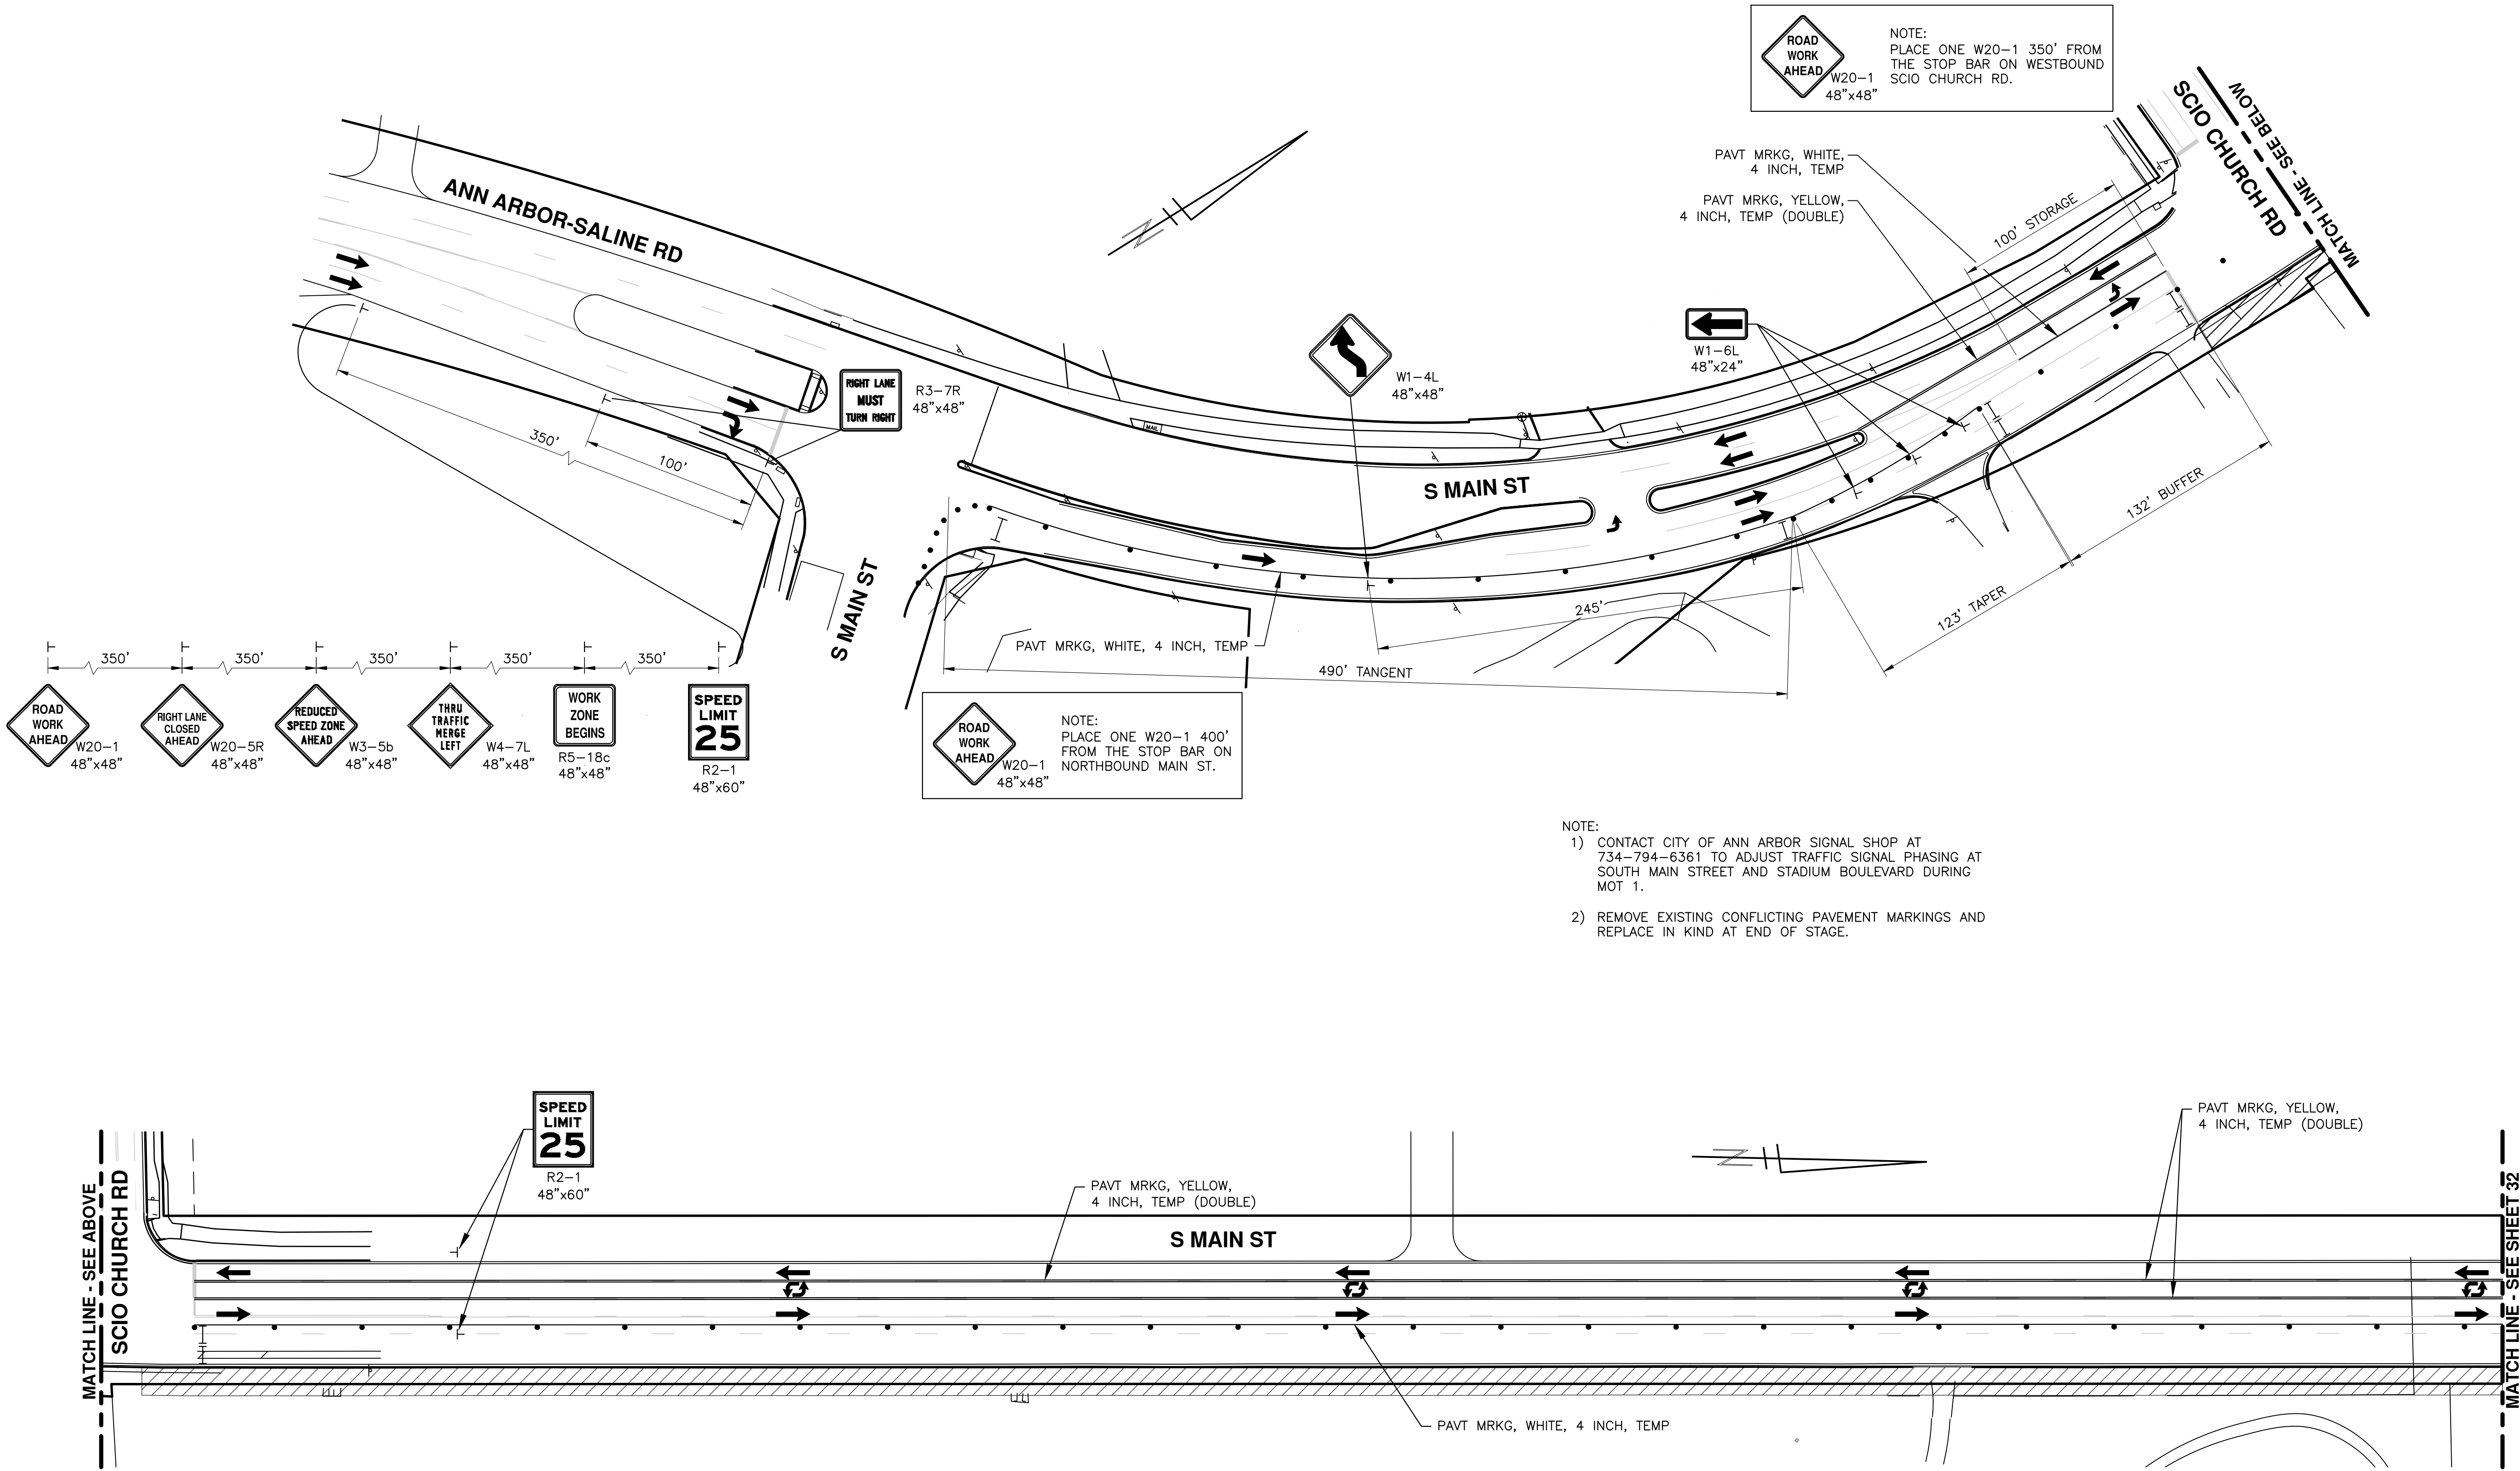 ROAD
WORK
AHEAD
W20-1
48"x48"
NOTE:
PLACE ONE W20-1 350' FROM
THE STOP BAR ON WESTBOUND
SCIO CHURCH RD.
SCIO CHURCH RD
MATCH LINE - SEE BELOW
ANN ARBOR-SALINE RD
N
PAVT MRKG, WHITE,
4 INCH, TEMP
PAVT MRKG, YELLOW,
4 INCH, TEMP (DOUBLE)
100' STORAGE
W1-6L
48"x24"
W1-4L
48"x48"
RIGHT LANE
MUST
TURN RIGHT
R3-7R
48"x48"
350'
100'
MAIL
S MAIN ST
S MAIN ST
132' BUFFER
123' TAPER
245'
490' TANGENT
PAVT MRKG, WHITE, 4 INCH, TEMP
350'
350'
350'
350'
350'
ROAD
WORK
AHEAD
W20-1
48"x48"
RIGHT LANE
CLOSED
AHEAD
W20-5R
48"x48"
REDUCED
SPEED ZONE
AHEAD
W3-5b
48"x48"
THRU
TRAFFIC
MERGE
LEFT
W4-7L
48"x48"
WORK
ZONE
BEGINS
R5-18c
48"x48"
SPEED
LIMIT
25
R2-1
48"x60"
ROAD
WORK
AHEAD
W20-1
48"x48"
NOTE:
PLACE ONE W20-1 400'
FROM THE STOP BAR ON
NORTHBOUND MAIN ST.
NOTE:
1) CONTACT CITY OF ANN ARBOR SIGNAL SHOP AT
734-794-6361 TO ADJUST TRAFFIC SIGNAL PHASING AT
SOUTH MAIN STREET AND STADIUM BOULEVARD DURING
MOT 1.
2) REMOVE EXISTING CONFLICTING PAVEMENT MARKINGS AND
REPLACE IN KIND AT END OF STAGE.
MATCH LINE - SEE ABOVE
SCIO CHURCH RD
SPEED
LIMIT
25
R2-1
48"x60"
PAVT MRKG, YELLOW,
4 INCH, TEMP (DOUBLE)
S MAIN ST
N
PAVT MRKG, YELLOW,
4 INCH, TEMP (DOUBLE)
PAVT MRKG, WHITE, 4 INCH, TEMP
MATCH LINE - SEE SHEET 32